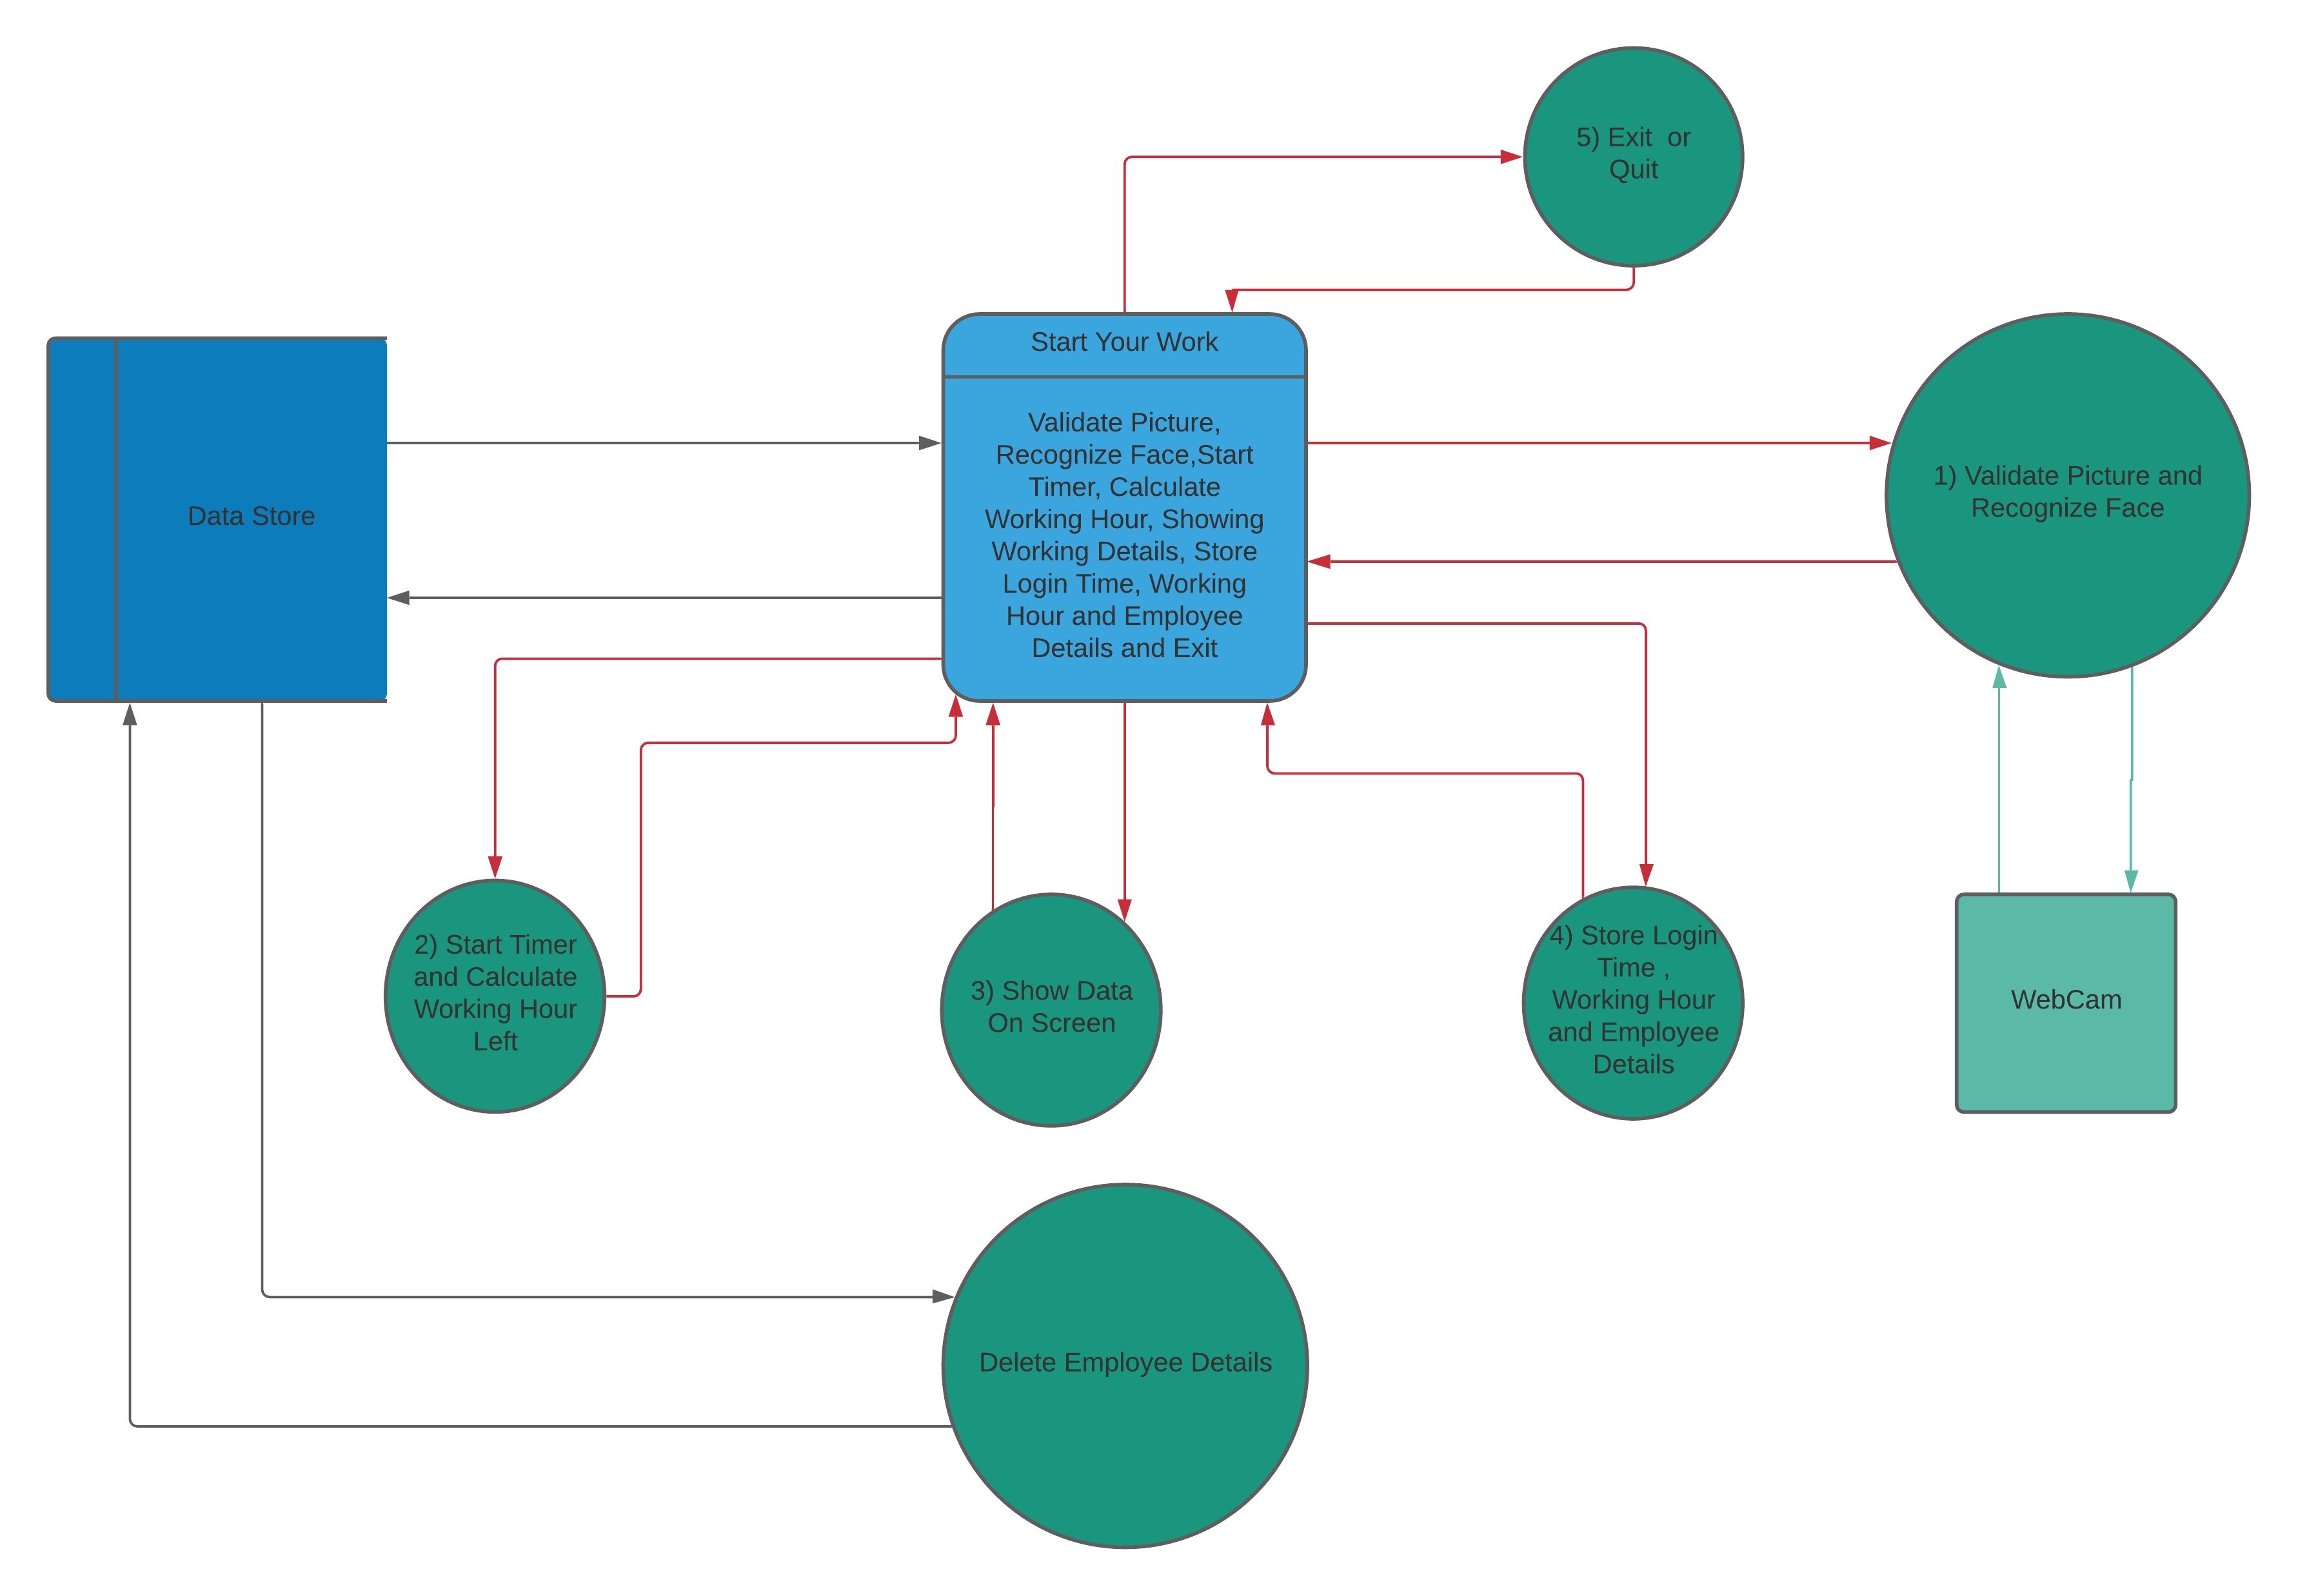 5) Exit  or
Quit
Start Your Work
Validate Picture,
Recognize Face,Start
Timer, Calculate
Working Hour, Showing
Working Details, Store
Login Time, Working
Hour and Employee
Details and Exit
Data Store
1) Validate Picture and
Recognize Face
2) Start Timer
and Calculate
Working Hour
Left
3) Show Data
On Screen
4) Store Login
Time ,
Working Hour
and Employee
Details
WebCam
Delete Employee Details